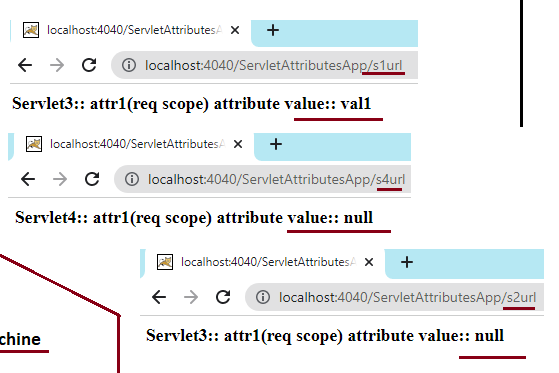 localhost:4040/ServletAttributesA
localhost:4040/ServletAttributesApp/s1url
Servlet3:: attr1(req scope) attribute value:: val1
localhost:4040/ServletAttributesA
localhost:4040/ServletAttributesApp/s4url
Servlet4:: attr1(req scope) attribute value:: null
localhost:4040/ServletAttributesA
localhost:4040/ServletAttributesApp/s2url
Servlet3:: attr1(req scope) attribute value:: null
chine